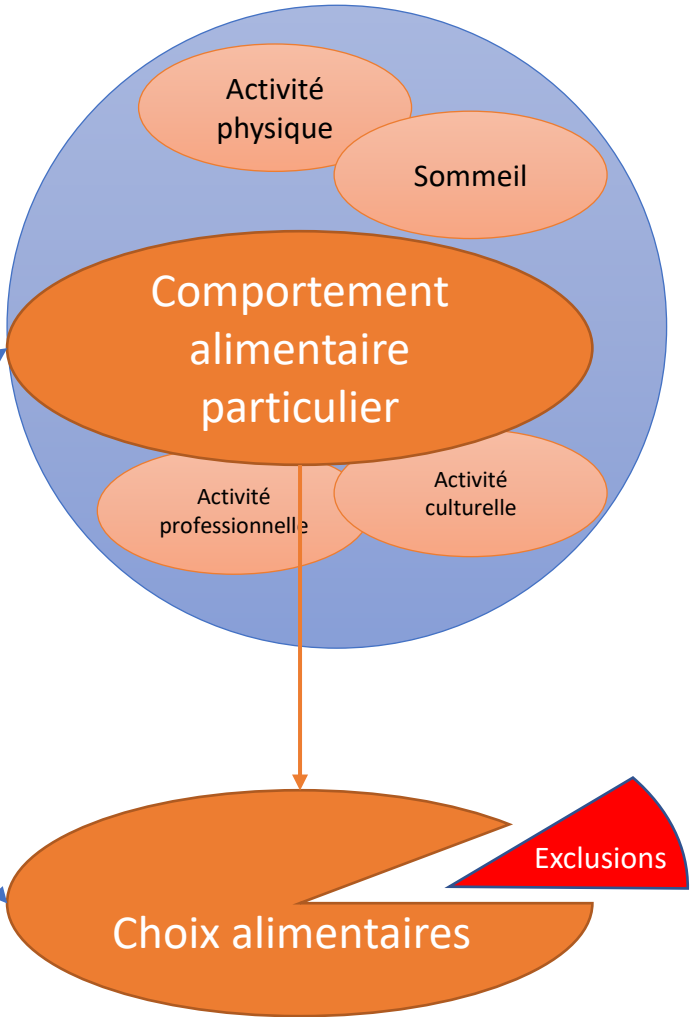 Activité
physique
Sommeil
Comportement
alimentaire
particulier
Activité
professionnelle
Activité
culturelle
Exclusions
Choix alimentaires